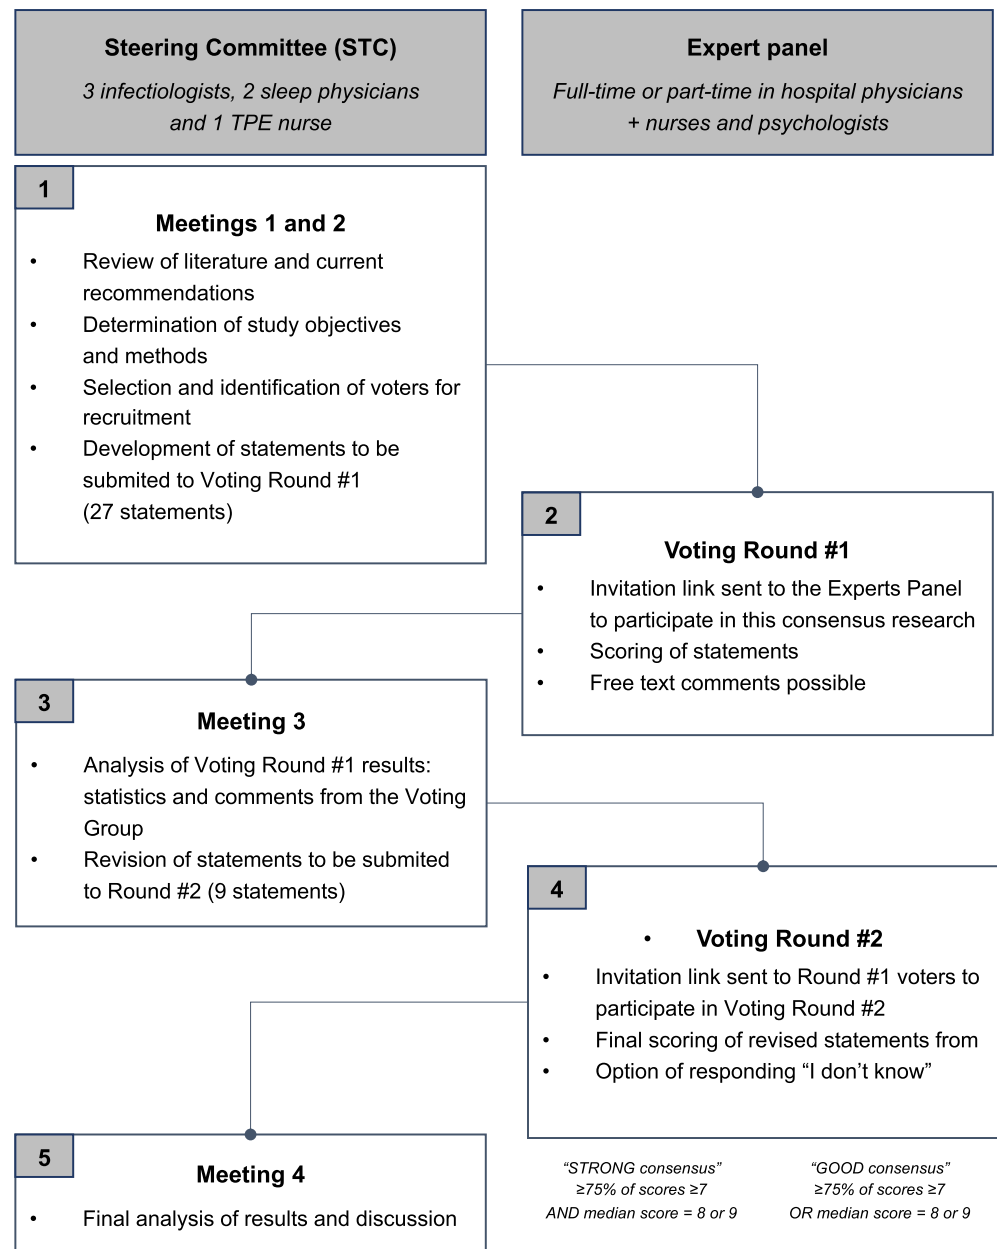 Steering Committee (STC)
3 infectiologists, 2 sleep physicians
and 1 TPE nurse
Expert panel
Full-time or part-time in hospital physicians
+ nurses and psychologists
1
Meetings 1 and 2
• Review of literature and current
recommendations
• Determination of study objectives
and methods
• Selection and identification of voters for
recruitment
• Development of statements to be
submited to Voting Round #1
(27 statements)
2
Voting Round #1
• Invitation link sent to the Experts Panel
to participate in this consensus research
• Scoring of statements
• Free text comments possible
3
Meeting 3
• Analysis of Voting Round #1 results:
statistics and comments from the Voting
Group
• Revision of statements to be submited
to Round #2 (9 statements)
4
• Voting Round #2
• Invitation link sent to Round #1 voters to
participate in Voting Round #2
• Final scoring of revised statements from
• Option of responding “I don’t know”
5
Meeting 4
• Final analysis of results and discussion
“STRONG consensus”
≥75% of scores ≥7
AND median score = 8 or 9
“GOOD consensus”
≥75% of scores ≥7
OR median score = 8 or 9